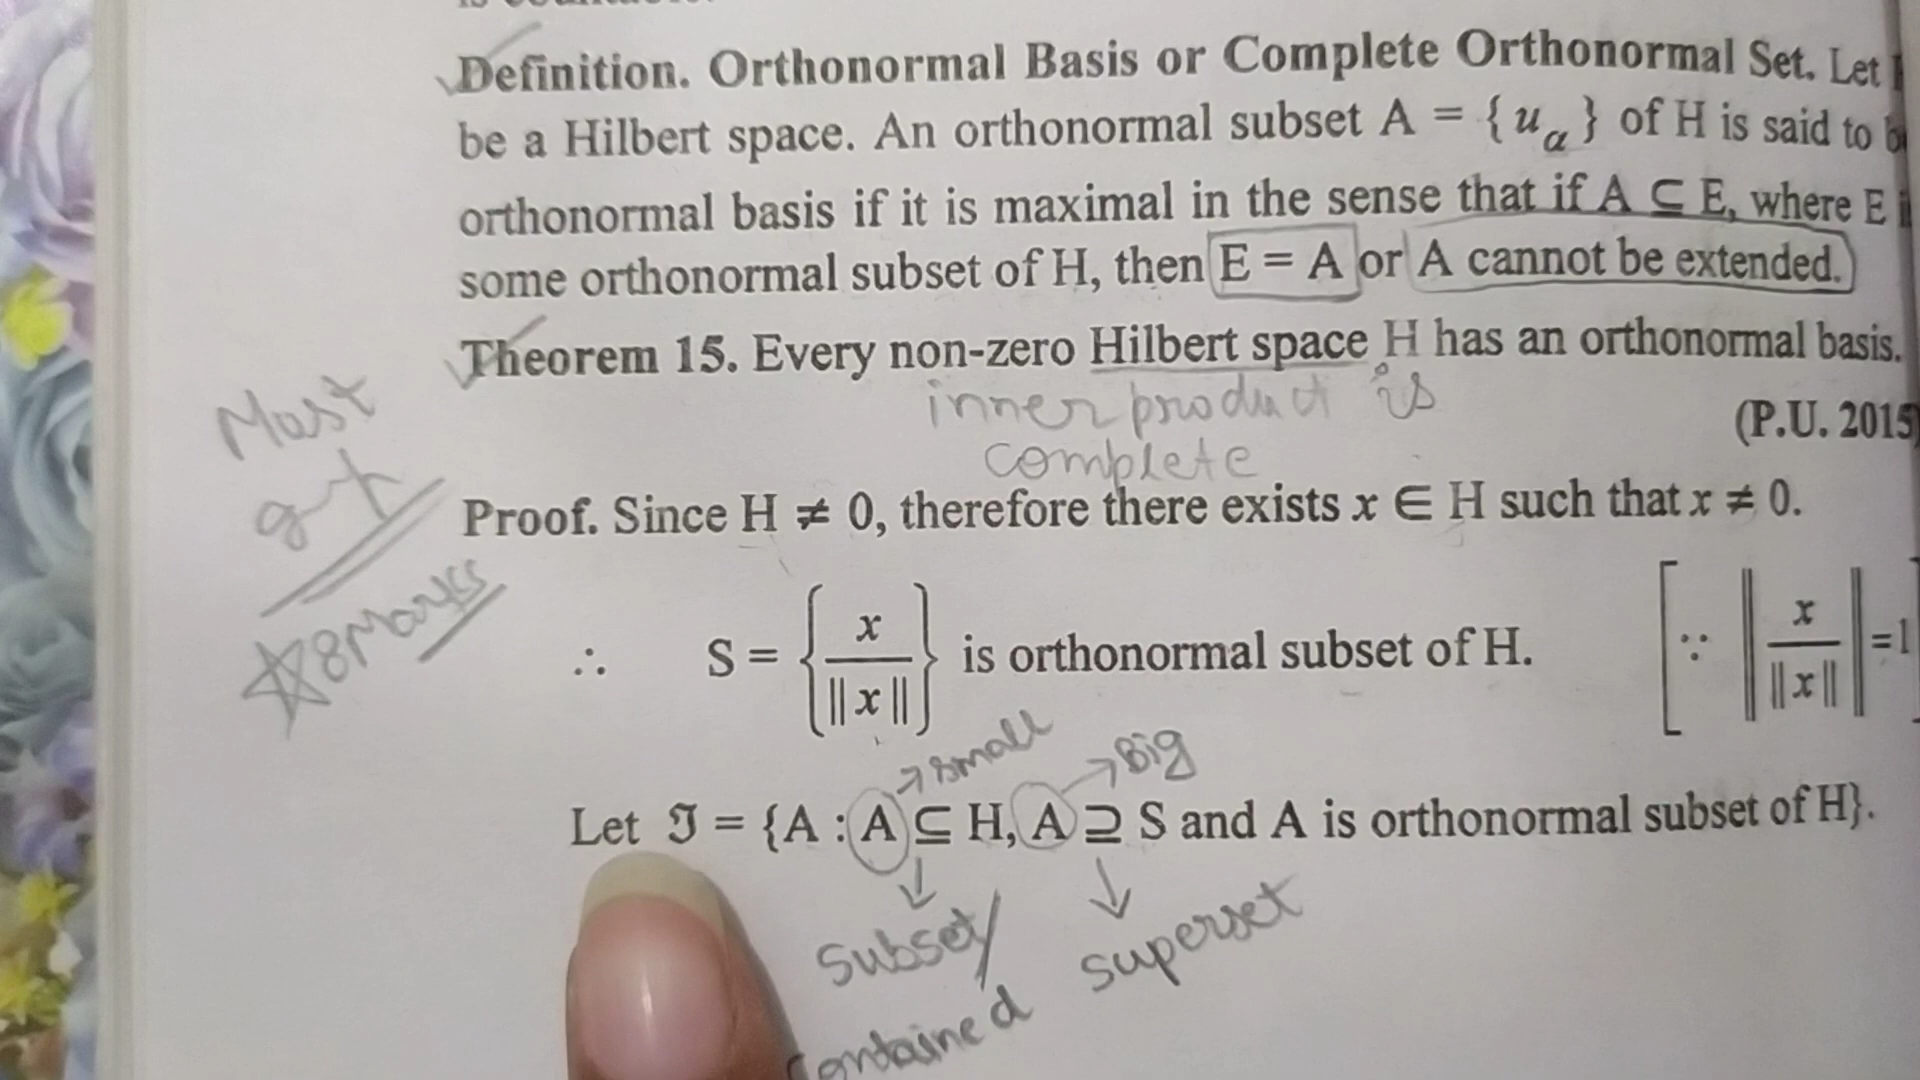 Definition. Orthonormal Basis or Complete Orthonormal Set. Let
be a Hilbert space. An orthonormal subset A = { uα } of H is said to
orthonormal basis if it is maximal in the sense that if A ⊆ E, where E
some orthonormal subset of H, then E = A or A cannot be extended.
Theorem 15. Every non-zero Hilbert space H has an orthonormal basis.
inner product is
(P.U. 2015)
complete
Most
Proof. Since H ≠ 0, therefore there exists x ∈ H such that x ≠ 0.
8 Marks
∴ S = { x / ||x|| } is orthonormal subset of H. [ ∵ || x / ||x|| || = 1 ]
→ small → Big
Let ℑ = {A : A ⊆ H, A ⊇ S and A is orthonormal subset of H}.
↓ ↓
Subset/ superset
contained